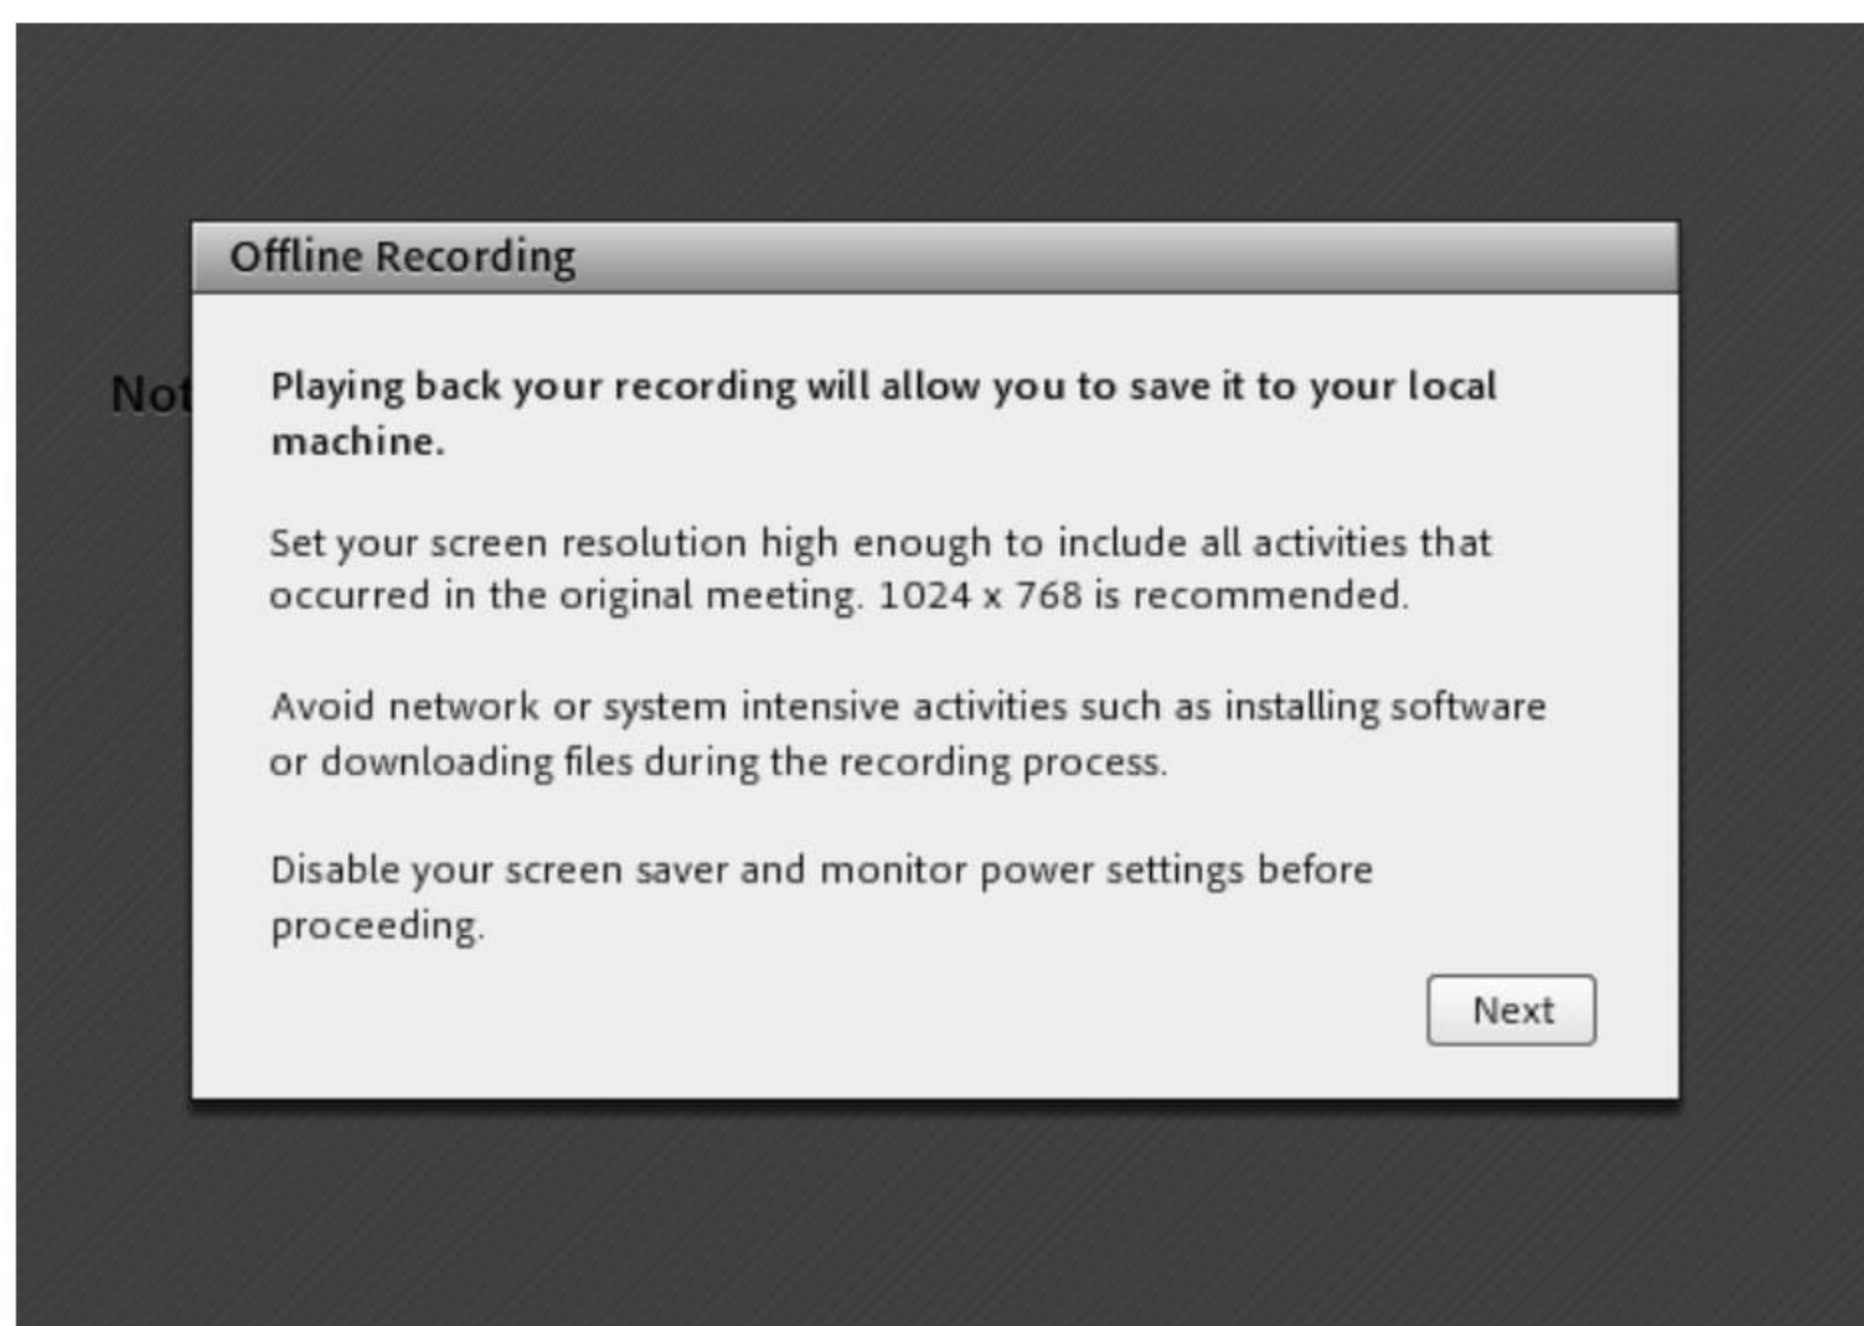 Offline Recording
Not
Playing back your recording will allow you to save it to your local
machine.
Set your screen resolution high enough to include all activities that
occurred in the original meeting. 1024 x 768 is recommended.
Avoid network or system intensive activities such as installing software
or downloading files during the recording process.
Disable your screen saver and monitor power settings before
proceeding.
Next